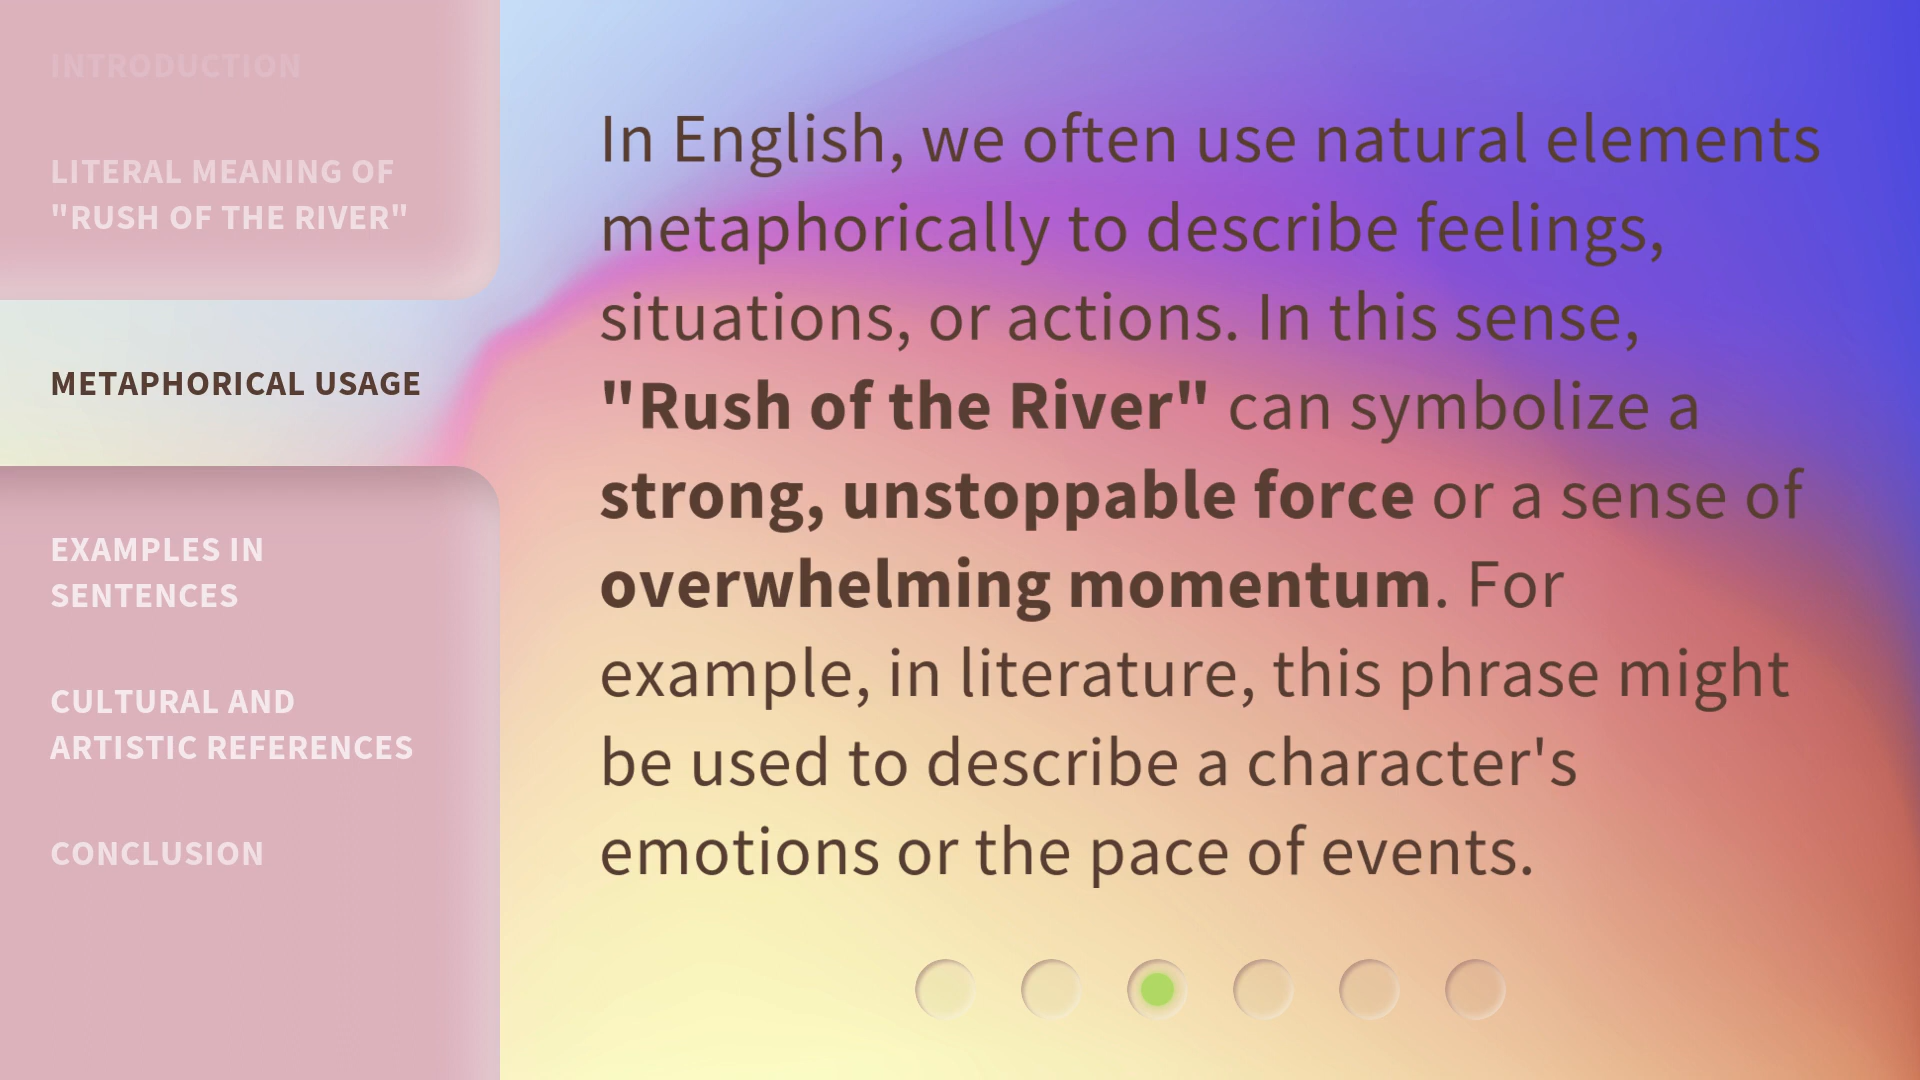 INTRODUCTION
LITERAL MEANING OF
"RUSH OF THE RIVER"
METAPHORICAL USAGE
EXAMPLES IN
SENTENCES
CULTURAL AND
ARTISTIC REFERENCES
CONCLUSION
In English, we often use natural elements
metaphorically to describe feelings,
situations, or actions. In this sense,
"Rush of the River" can symbolize a
strong, unstoppable force or a sense of
overwhelming momentum. For
example, in literature, this phrase might
be used to describe a character's
emotions or the pace of events.